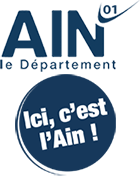 AIN 01
le Département
Ici, c'est
l'Ain !